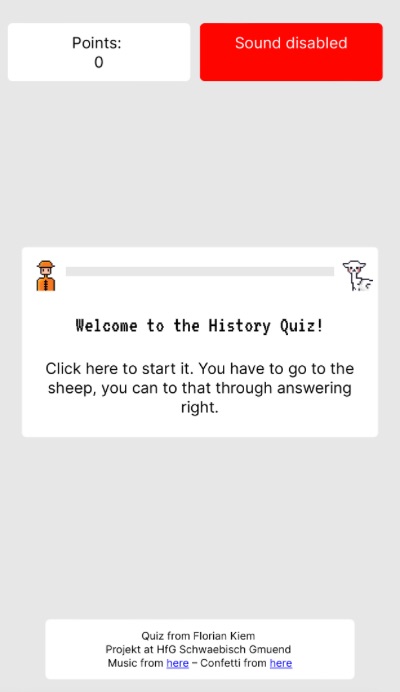 Points:
0
Sound disabled
Welcome to the History Quiz!
Click here to start it. You have to go to the
sheep, you can to that through answering
right.
Quiz from Florian Kiem
Projekt at HfG Schwaebisch Gmuend
Music from here – Confetti from here